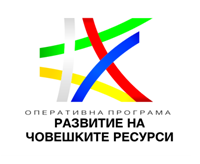 ОПЕРАТИВНА ПРОГРАМА
РАЗВИТИЕ НА
ЧОВЕШКИТЕ РЕСУРСИ